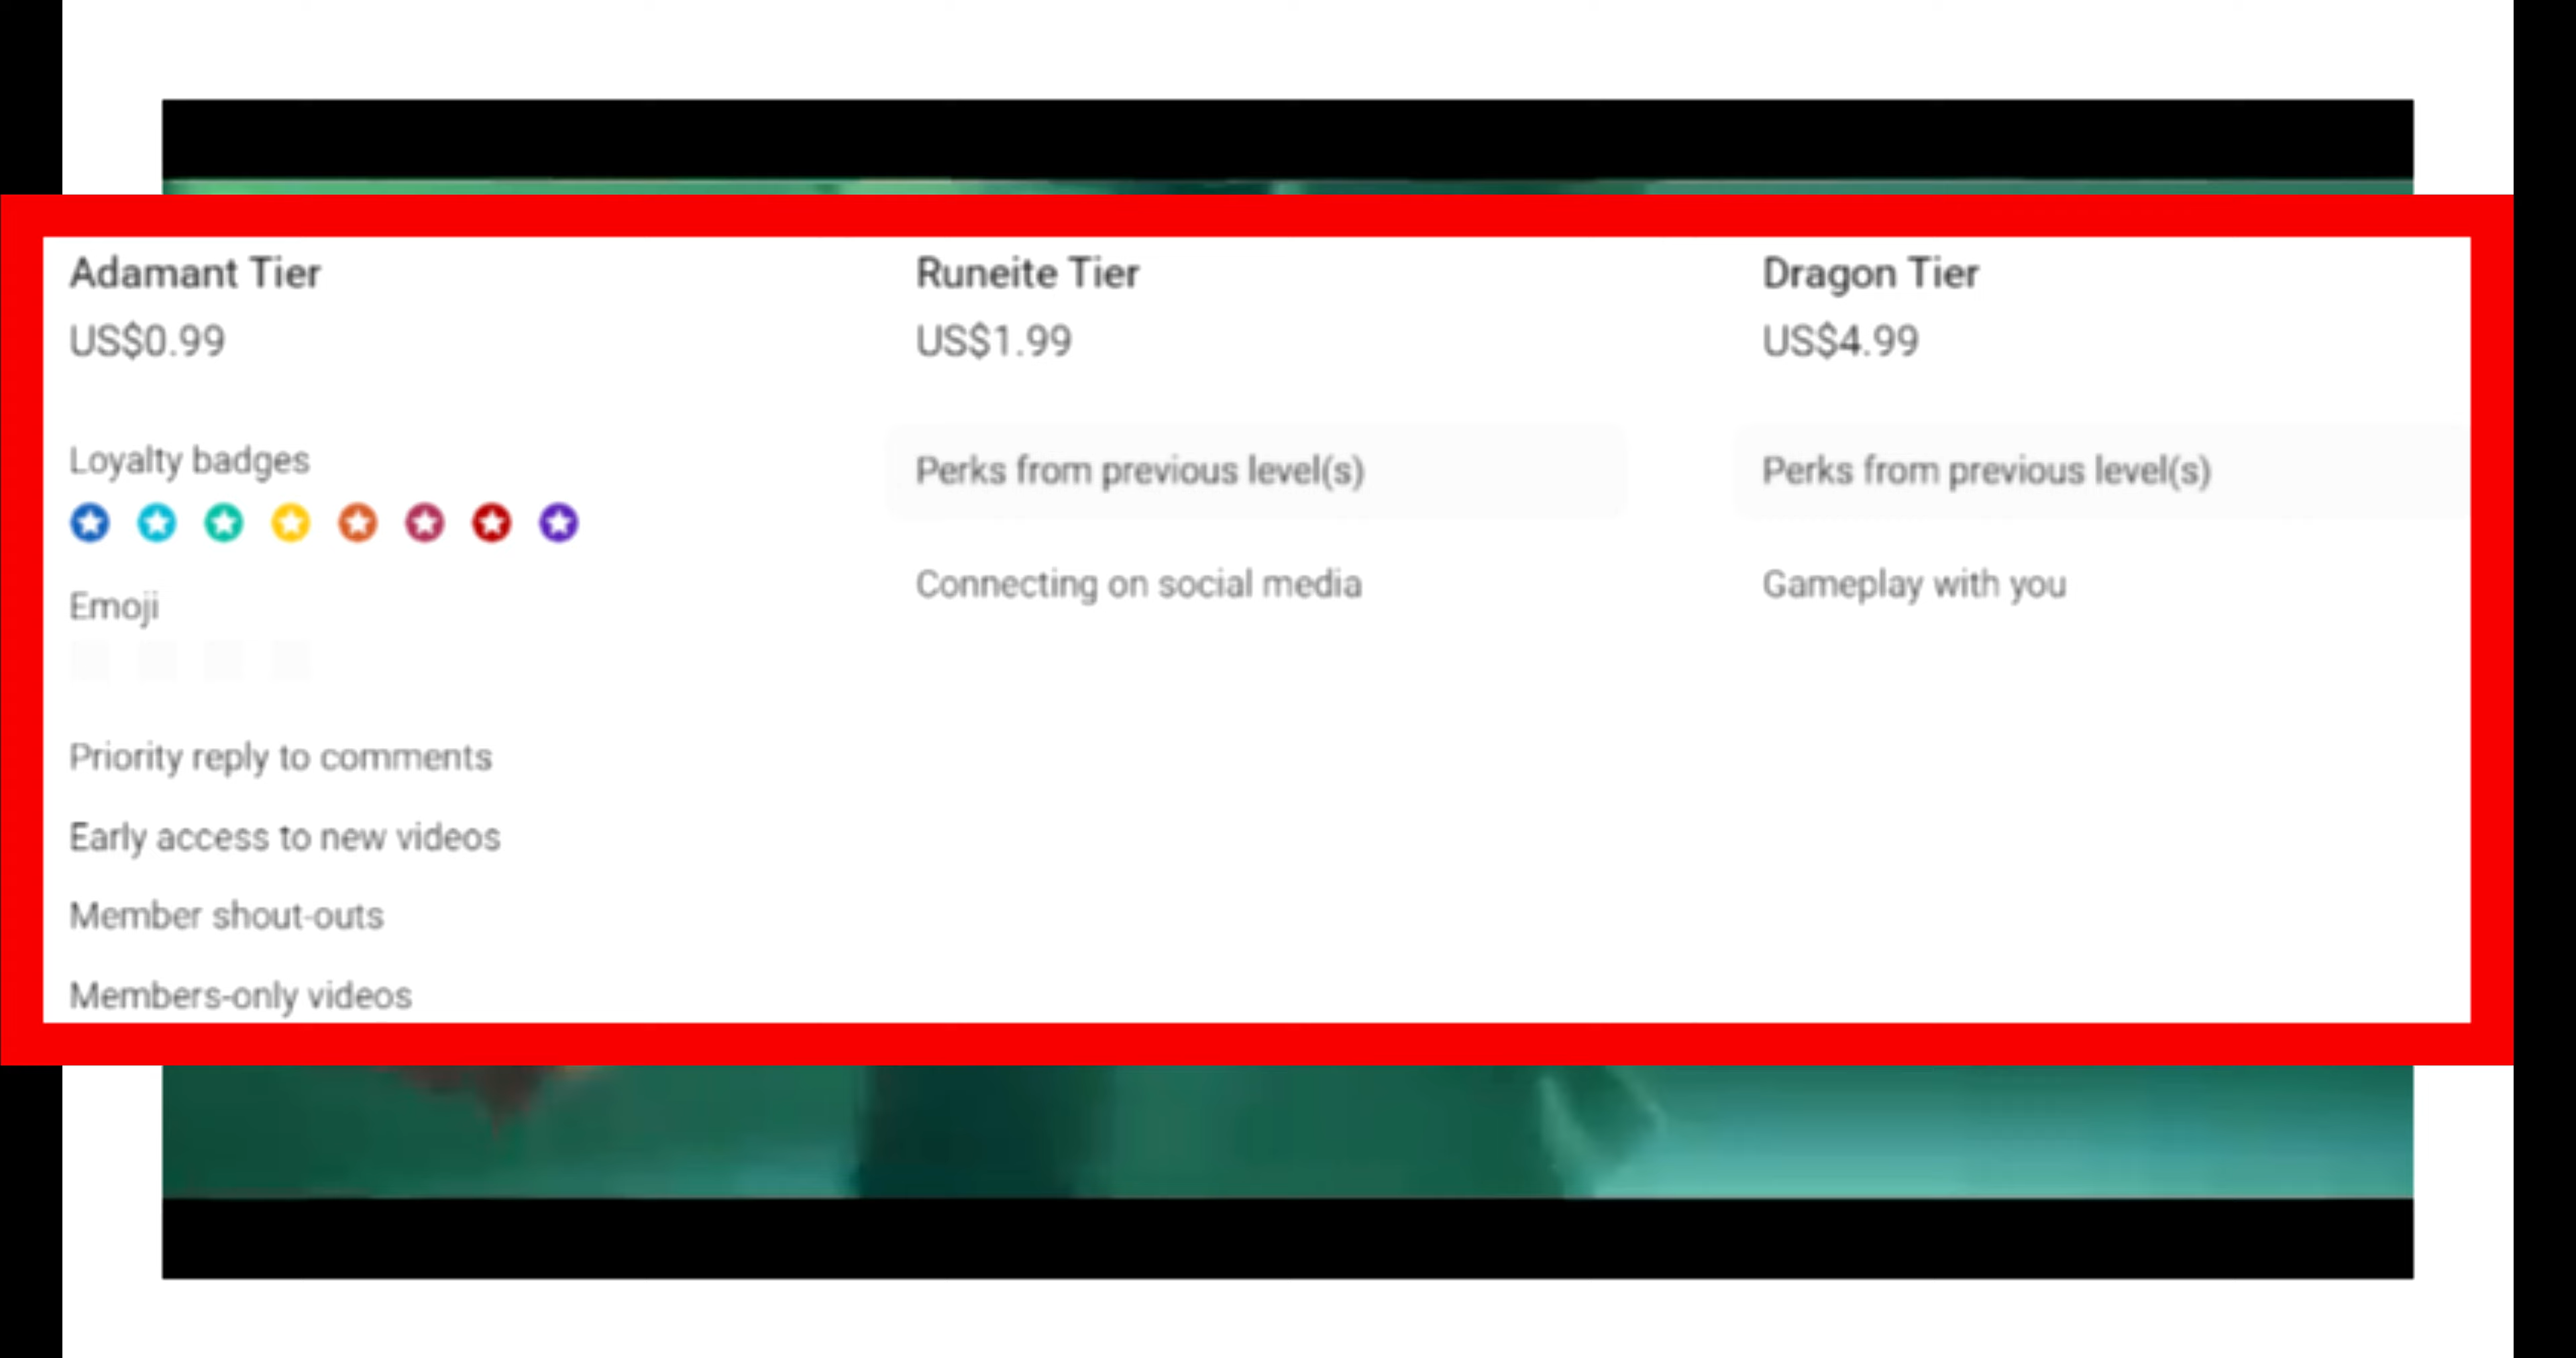 Adamant Tier
US$0.99
Loyalty badges
Emoji
Priority reply to comments
Early access to new videos
Member shout-outs
Members-only videos
Runeite Tier
US$1.99
Perks from previous level(s)
Connecting on social media
Dragon Tier
US$4.99
Perks from previous level(s)
Gameplay with you